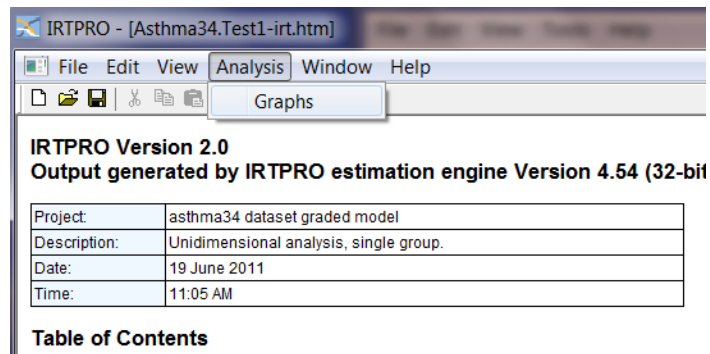 IRTPRO - [Asthma34.Test1-irt.htm]
File Edit View Analysis Window Help
Graphs
IRTPRO Version 2.0
Output generated by IRTPRO estimation engine Version 4.54 (32-bit
Project: asthma34 dataset graded model
Description: Unidimensional analysis, single group.
Date: 19 June 2011
Time: 11:05 AM
Table of Contents